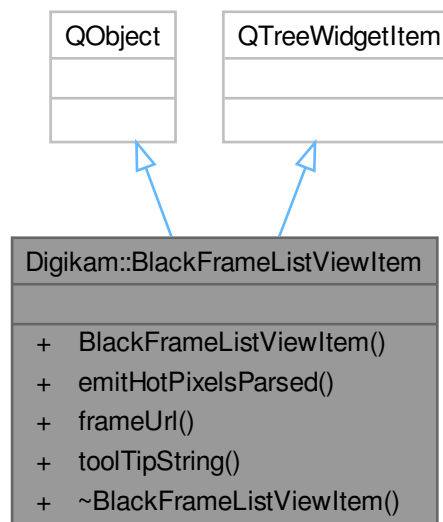 QObject
QTreeWidgetItem
Digikam::BlackFrameListViewItem
+ BlackFrameListViewItem()
+ emitHotPixelsParsed()
+ frameUrl()
+ toolTipString()
+ ~BlackFrameListViewItem()